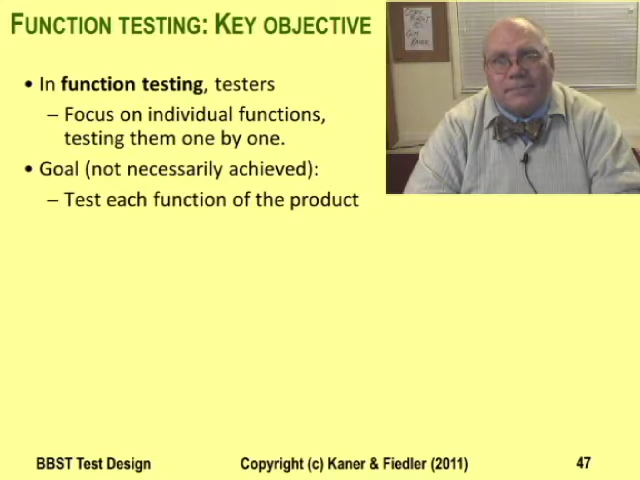 FUNCTION TESTING: KEY OBJECTIVE
• In function testing, testers
– Focus on individual functions,
testing them one by one.
• Goal (not necessarily achieved):
– Test each function of the product
BBST Test Design
Copyright (c) Kaner & Fiedler (2011)
47